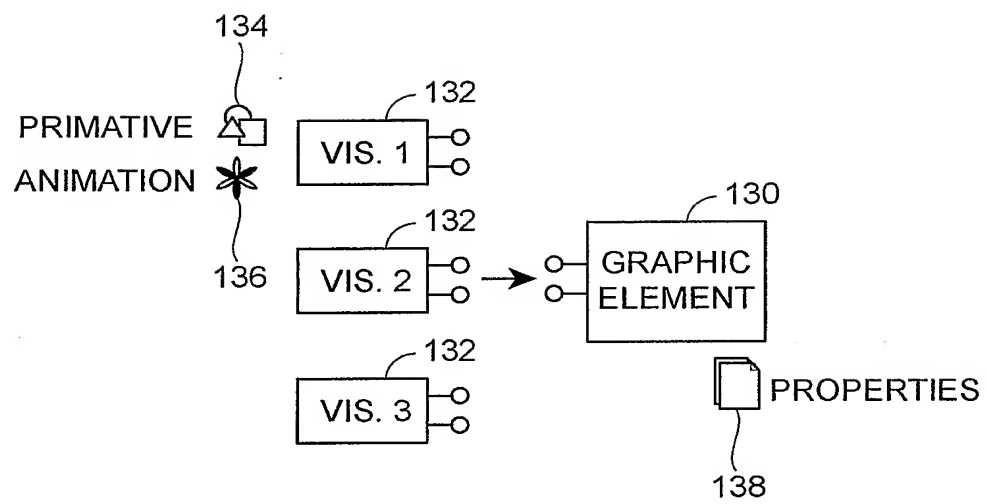 134
132
PRIMATIVE
VIS. 1
ANIMATION
136
132
VIS. 2
130
GRAPHIC
ELEMENT
132
VIS. 3
PROPERTIES
138